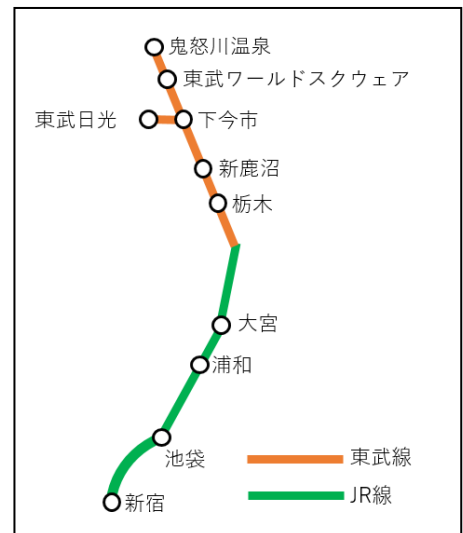 鬼怒川温泉
東武ワールドスクウェア
東武日光
下今市
新鹿沼
栃木
大宮
浦和
池袋
新宿
東武線
JR線